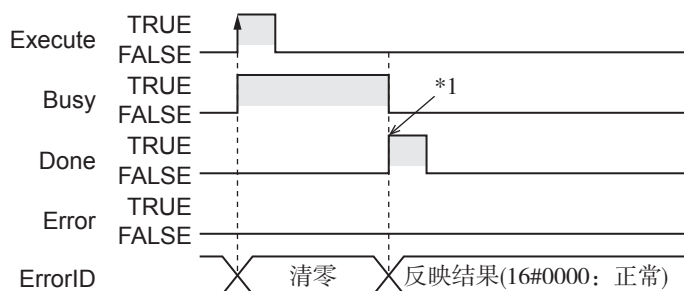 Execute
TRUE
FALSE
Busy
TRUE
FALSE
*1
Done
TRUE
FALSE
Error
TRUE
FALSE
ErrorID
清零
反映结果(16#0000：正常)